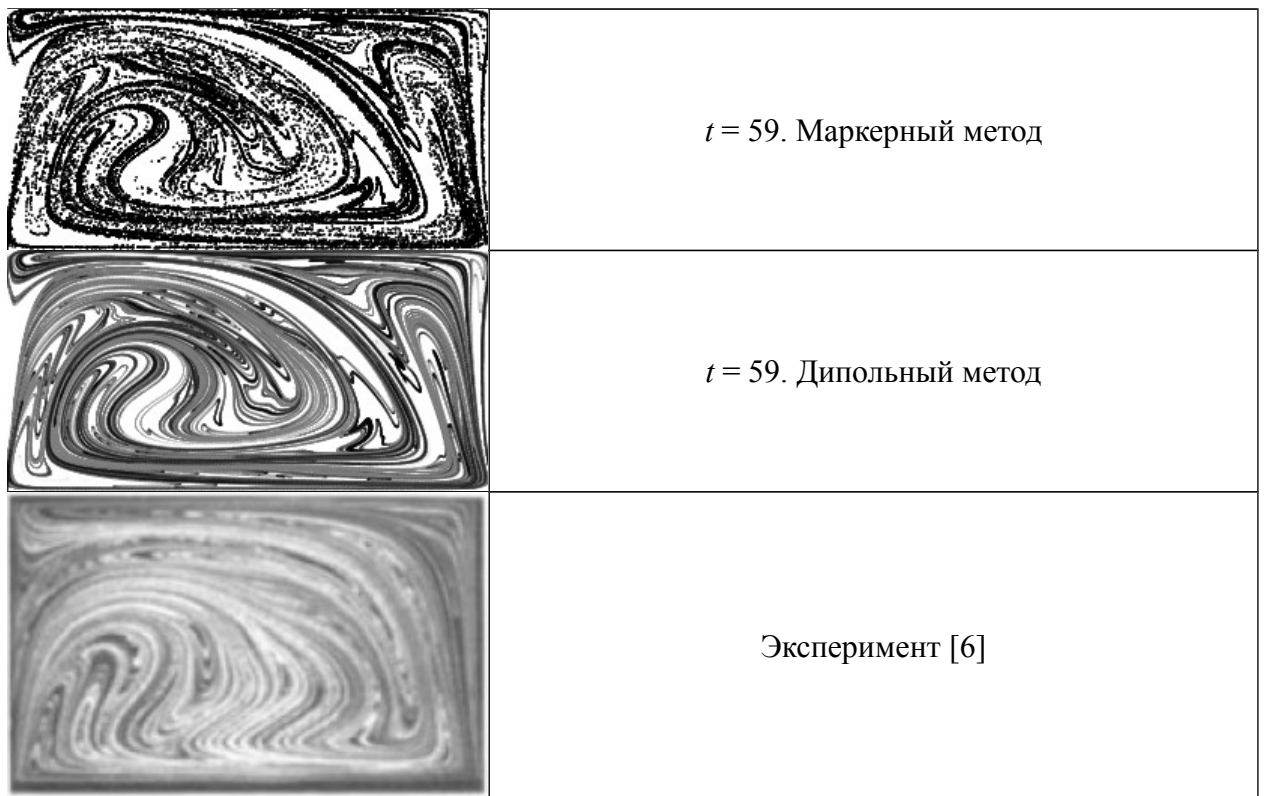 t = 59. Маркерный метод
t = 59. Дипольный метод
Эксперимент [6]